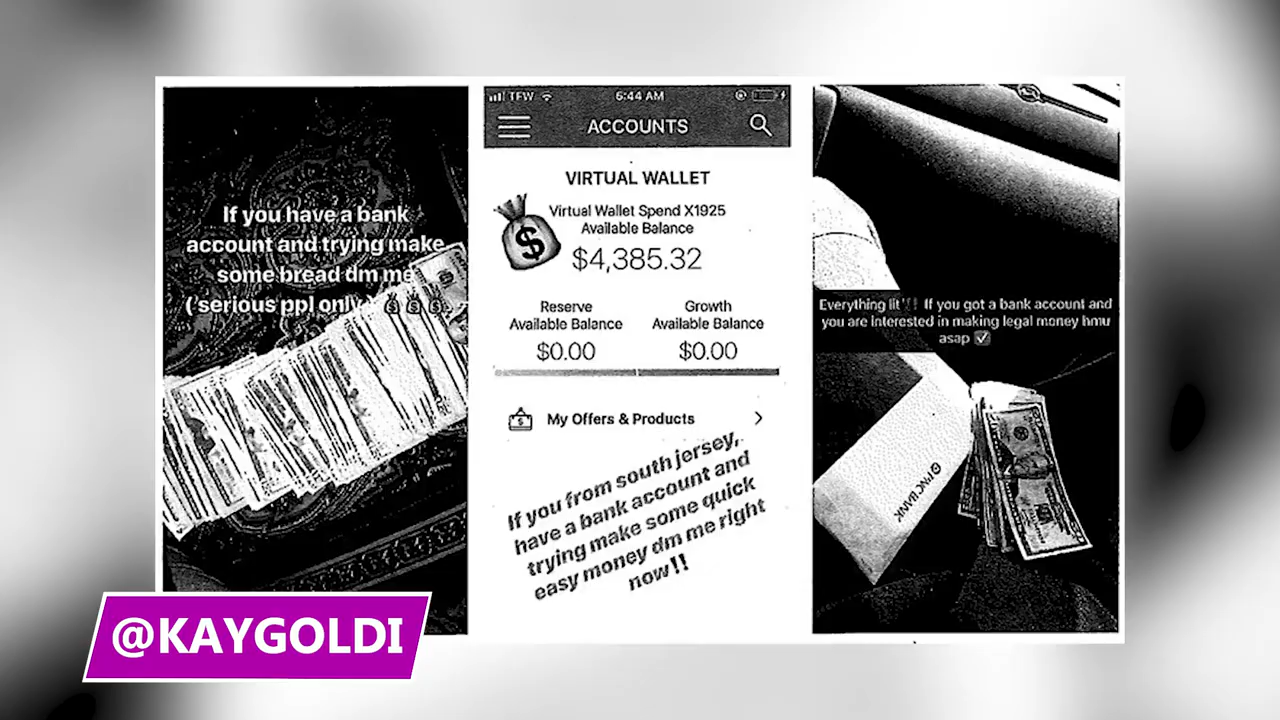 If you have a bank
account and trying make
some bread dm me
( serious ppl only )
TFW
6:44 AM
ACCOUNTS
VIRTUAL WALLET
Virtual Wallet Spend X1925
Available Balance
$4,385.32
Reserve
Available Balance
$0.00
Growth
Available Balance
$0.00
My Offers & Products
If you from south jersey,
have a bank account and
trying make some quick
easy money dm me right
now!!
Everything lit!! If you got a bank account and
you are interested in making legal money hmu
asap
PNCBANK
@KAYGOLDI